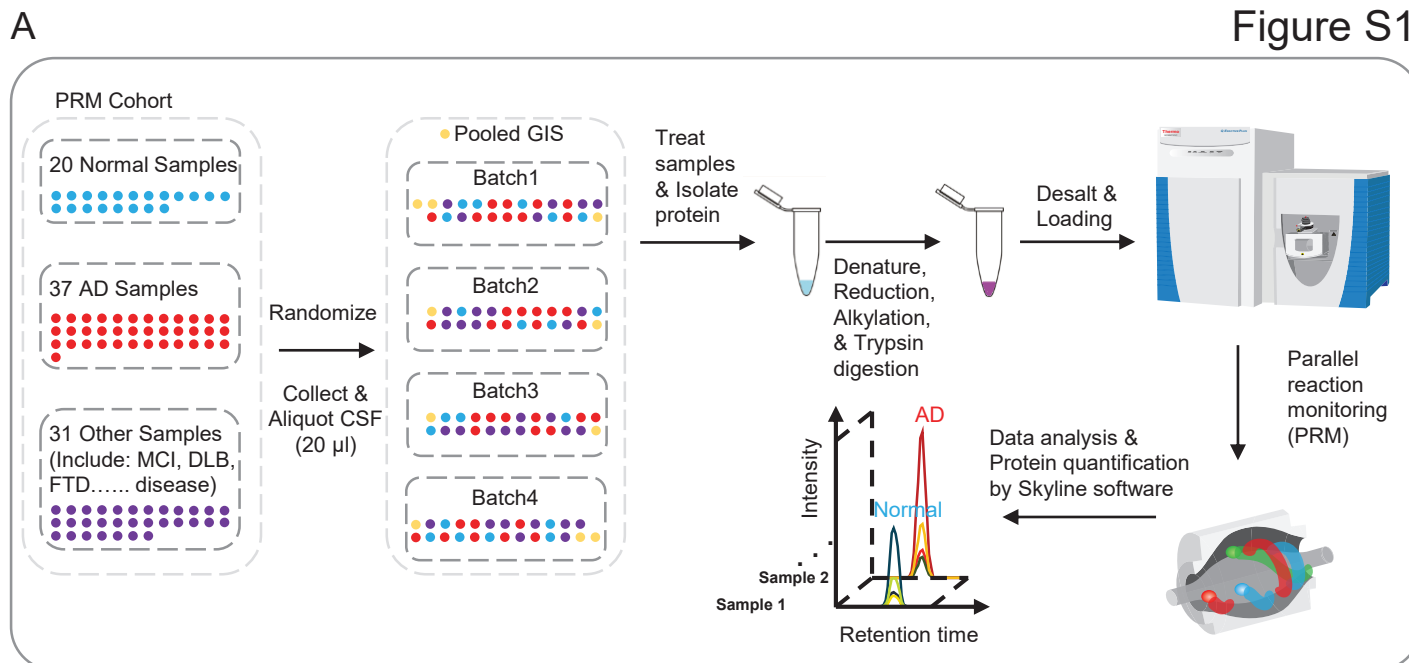 A
Figure S1
PRM Cohort
20 Normal Samples
37 AD Samples
31 Other Samples
(Include: MCI, DLB,
FTD…... disease)
Randomize
Collect &
Aliquot CSF
(20 µl)
Pooled GIS
Batch1
Batch2
Batch3
Batch4
Treat
samples
& Isolate
protein
Denature,
Reduction,
Alkylation,
& Trypsin
digestion
Desalt &
Loading
Thermo
Parallel
reaction
monitoring
(PRM)
Data analysis &
Protein quantification
by Skyline software
AD
Normal
Intensity
. . .
Sample 2
Sample 1
Retention time